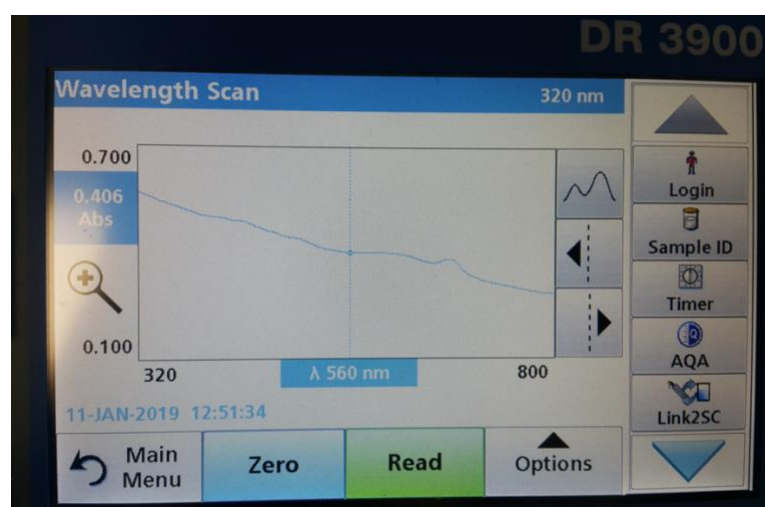 DR 3900
Wavelength Scan 320 nm
0.700
0.406
Abs
0.100
320 λ 560 nm 800
11-JAN-2019 12:51:34
Main
Menu
Zero
Read
Options
Login
Sample ID
Timer
AQA
Link2SC